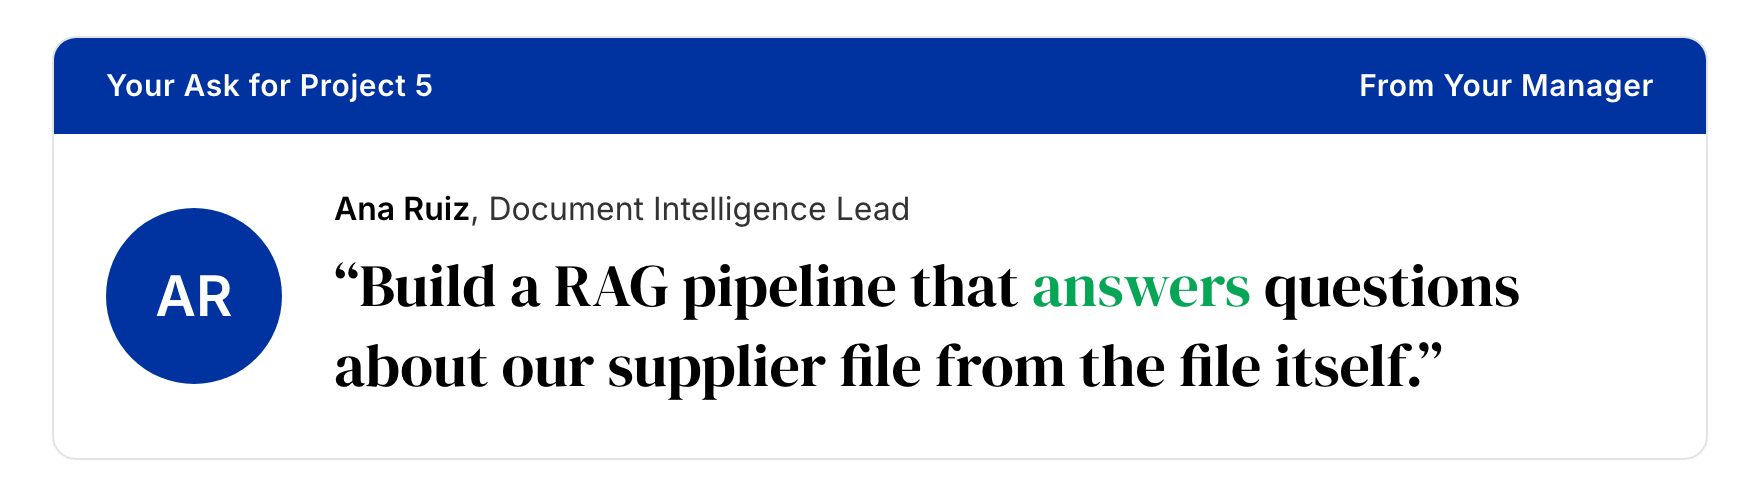 Your Ask for Project 5
From Your Manager
AR
Ana Ruiz, Document Intelligence Lead
“Build a RAG pipeline that answers questions
about our supplier file from the file itself.”